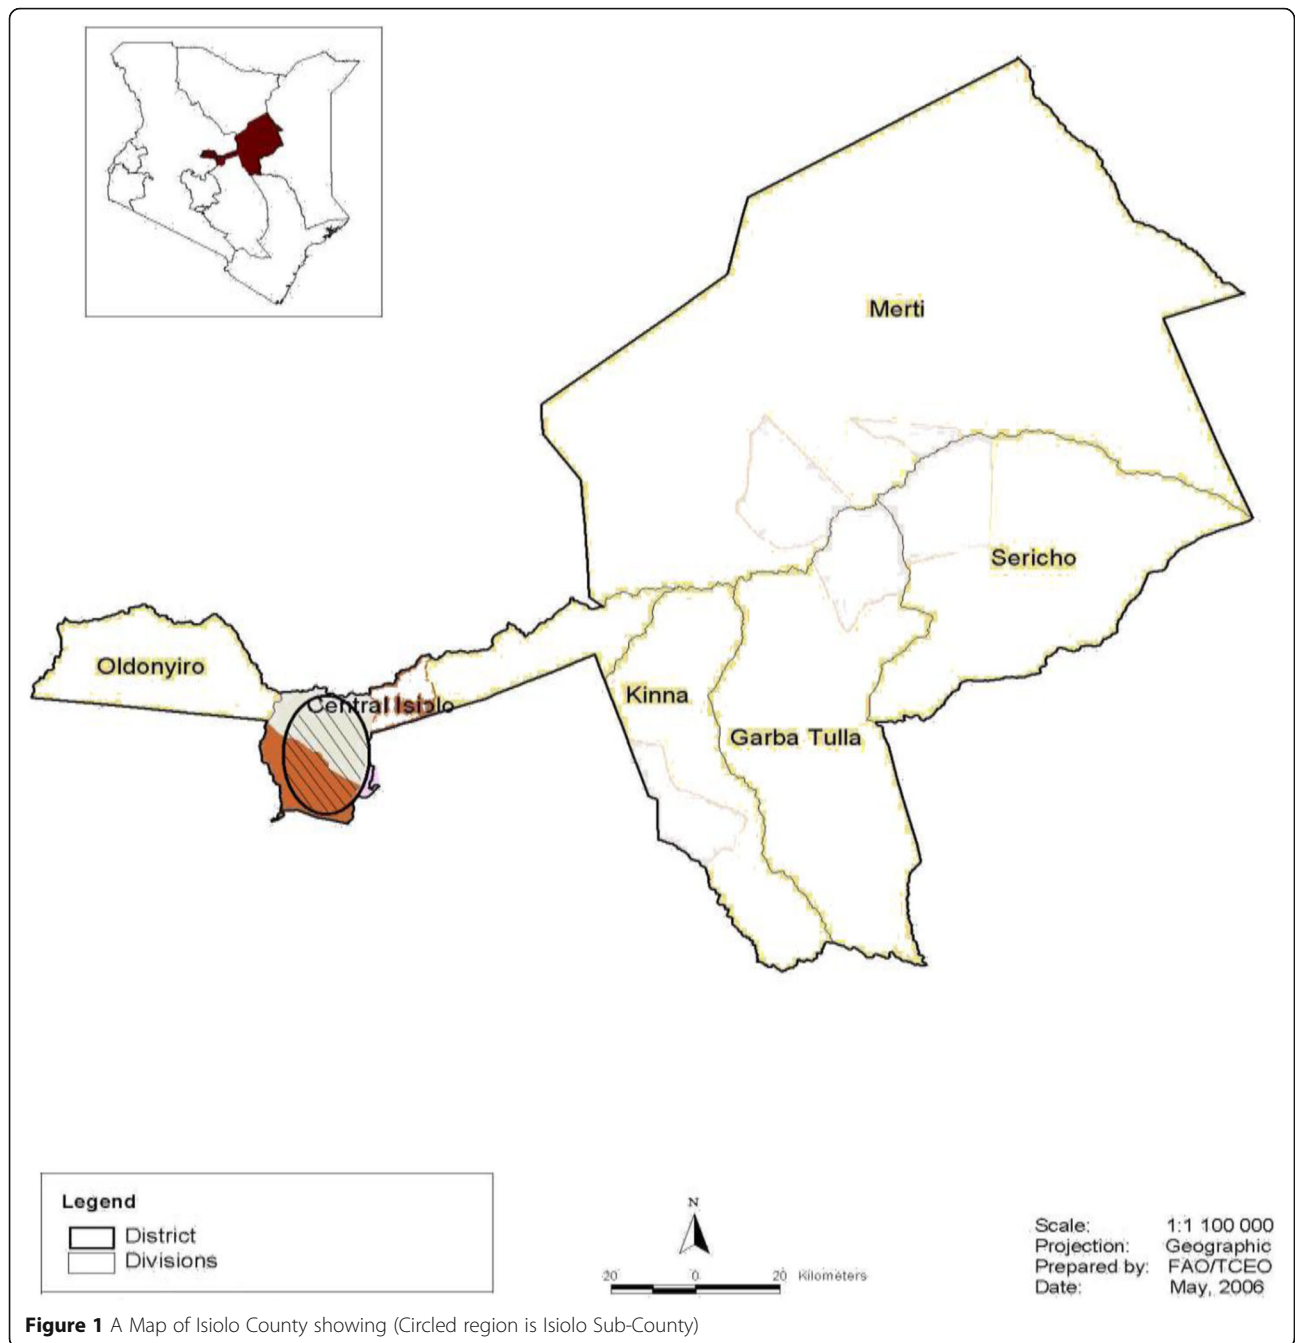 Merti
Sericho
Oldonyiro
Central Isiolo
Kinna
Garba Tulla
Legend
District
Divisions
N
20 0 20 Kilometers
Scale: 1:1 100 000
Projection: Geographic
Prepared by: FAO/TCEO
Date: May, 2006
Figure 1 A Map of Isiolo County showing (Circled region is Isiolo Sub-County)